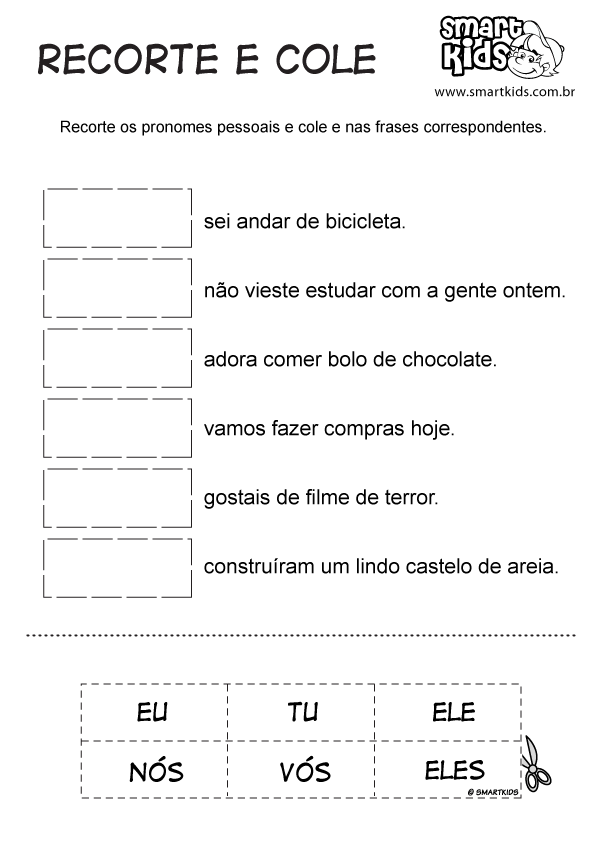 RECORTE E COLE
SMART KIDS
www.smartkids.com.br
Recorte os pronomes pessoais e cole e nas frases correspondentes.
sei andar de bicicleta.
não vieste estudar com a gente ontem.
adora comer bolo de chocolate.
vamos fazer compras hoje.
gostais de filme de terror.
construíram um lindo castelo de areia.
EU TU ELE
NÓS VÓS ELES
© SMARTKIDS